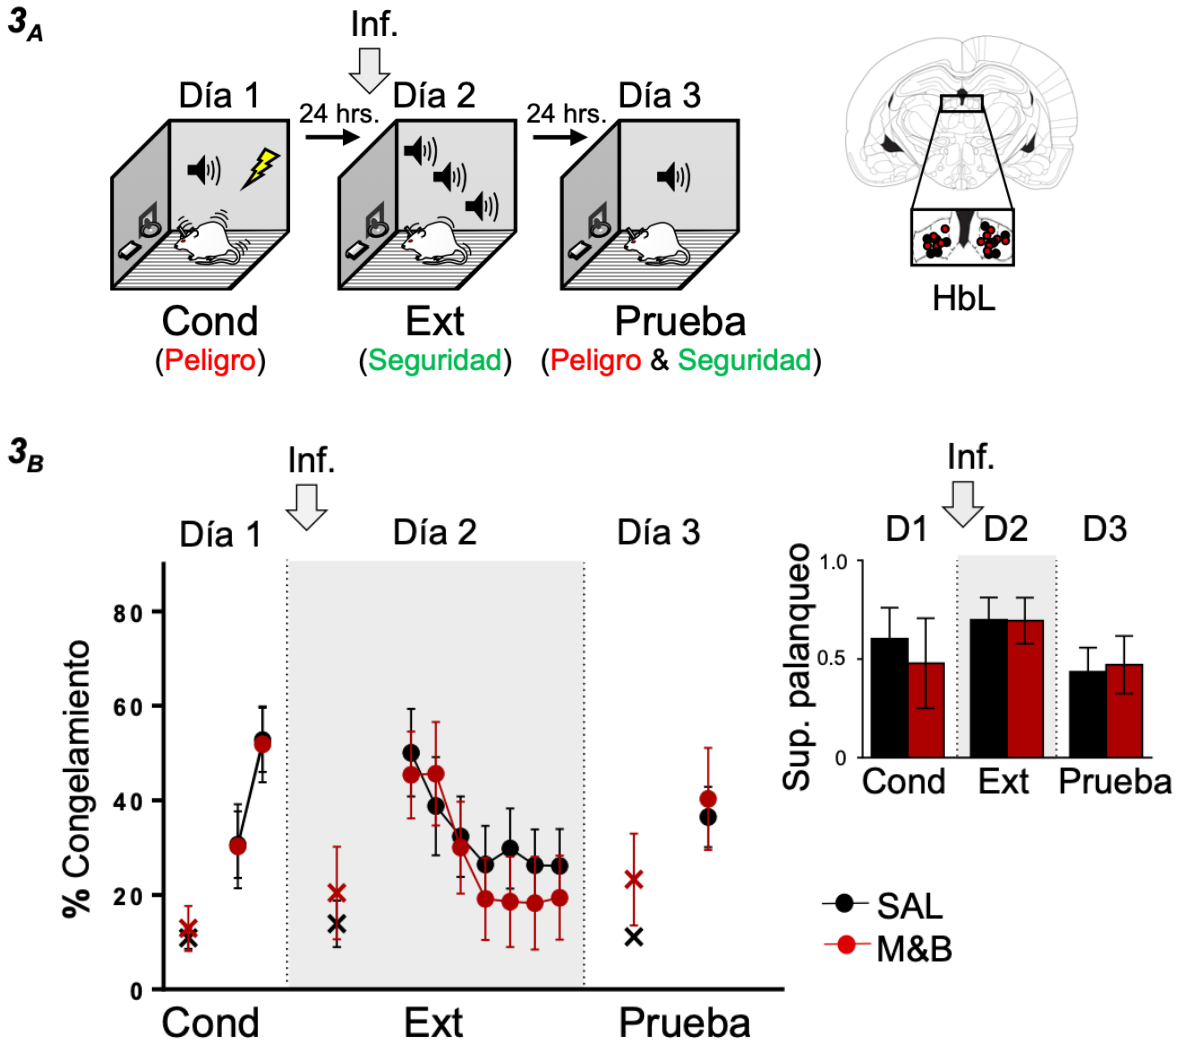 3A
Inf.
Día 1
24 hrs.
Día 2
24 hrs.
Día 3
Cond
(Peligro)
Ext
(Seguridad)
Prueba
(Peligro & Seguridad)
HbL
3B
Inf.
Día 1
Día 2
Día 3
% Congelamiento
80
60
40
20
0
Cond
Ext
Prueba
Inf.
D1
D2
D3
Sup. palanqueo
1.0
0.5
0
Cond
Ext
Prueba
SAL
M&B